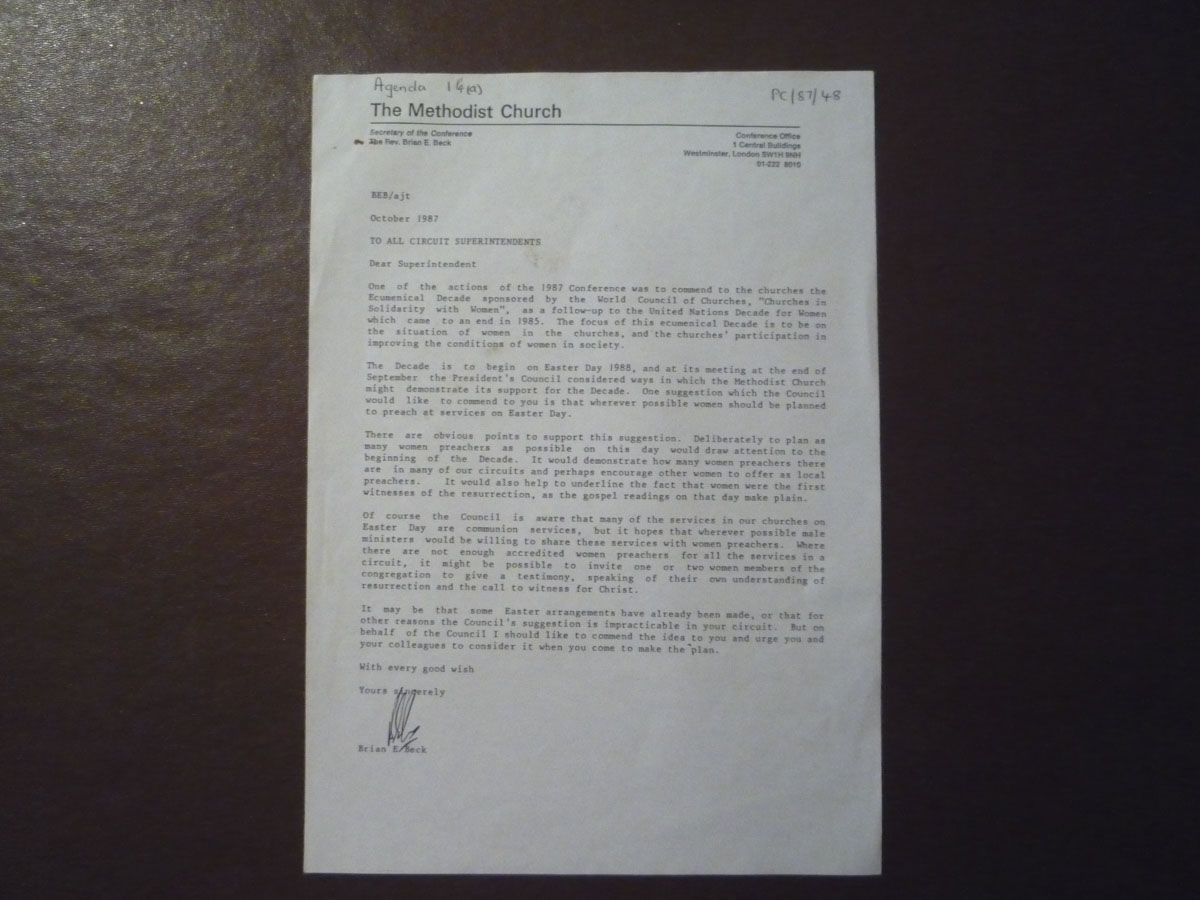 Agenda 14(a)
PC/87/48
The Methodist Church
Secretary of the Conference
The Rev. Brian E. Beck
Conference Office
1 Central Buildings
Westminster, London SW1H 9NH
01-222 8010
BEB/ajt
October 1987
TO ALL CIRCUIT SUPERINTENDENTS
Dear Superintendent
One of the actions of the 1987 Conference was to commend to the churches the
Ecumenical Decade sponsored by the World Council of Churches, "Churches in
Solidarity with Women", as a follow-up to the United Nations Decade for Women
which came to an end in 1985. The focus of this ecumenical Decade is to be on
the situation of women in the churches, and the churches' participation in
improving the conditions of women in society.
The Decade is to begin on Easter Day 1988, and at its meeting at the end of
September the President's Council considered ways in which the Methodist Church
might demonstrate its support for the Decade. One suggestion which the Council
would like to commend to you is that wherever possible women should be planned
to preach at services on Easter Day.
There are obvious points to support this suggestion. Deliberately to plan as
many women preachers as possible on this day would draw attention to the
beginning of the Decade. It would demonstrate how many women preachers there
are in many of our circuits and perhaps encourage other women to offer as local
preachers. It would also help to underline the fact that women were the first
witnesses of the resurrection, as the gospel readings on that day make plain.
Of course the Council is aware that many of the services in our churches on
Easter Day are communion services, but it hopes that wherever possible male
ministers would be willing to share these services with women preachers. Where
there are not enough accredited women preachers for all the services in a
circuit, it might be possible to invite one or two women members of the
congregation to give a testimony, speaking of their own understanding of
resurrection and the call to witness for Christ.
It may be that some Easter arrangements have already been made, or that for
other reasons the Council's suggestion is impracticable in your circuit. But on
behalf of the Council I should like to commend the idea to you and urge you and
your colleagues to consider it when you come to make the plan.
With every good wish
Yours sincerely
Brian E Beck